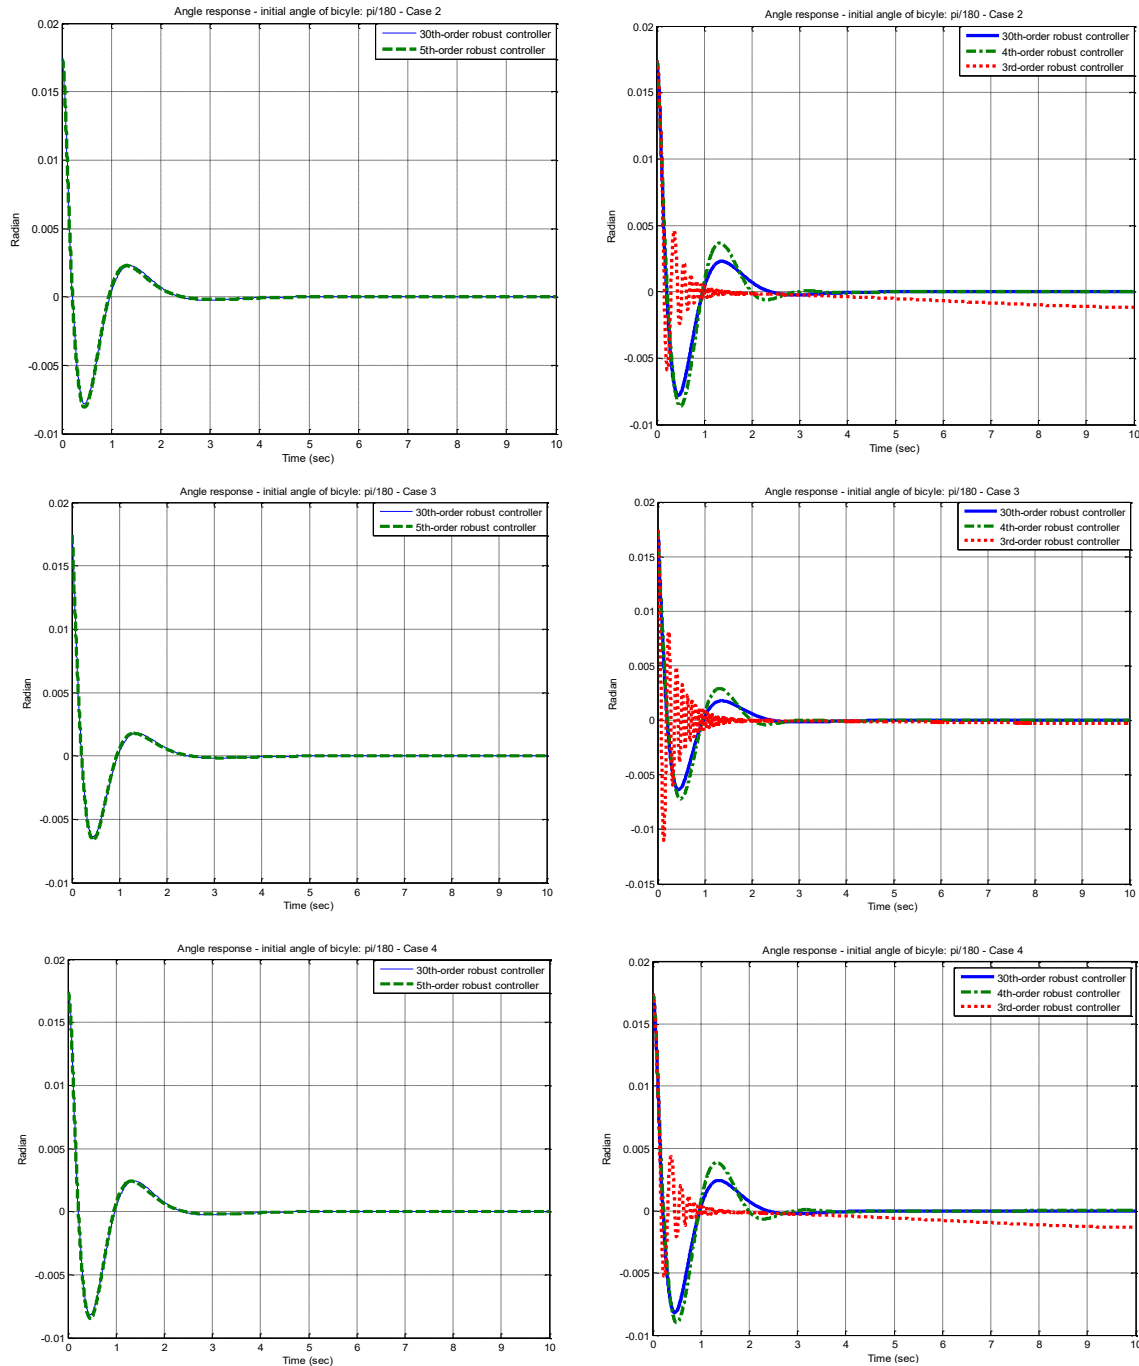 Angle response - initial angle of bicyle: pi/180 - Case 2
0.02
0.015
0.01
0.005
0
-0.005
-0.01
Radian
0 1 2 3 4 5 6 7 8 9 10
Time (sec)
30th-order robust controller
5th-order robust controller
Angle response - initial angle of bicyle: pi/180 - Case 2
0.02
0.015
0.01
0.005
0
-0.005
-0.01
Radian
0 1 2 3 4 5 6 7 8 9 10
Time (sec)
30th-order robust controller
4th-order robust controller
3rd-order robust controller
Angle response - initial angle of bicyle: pi/180 - Case 3
0.02
0.015
0.01
0.005
0
-0.005
-0.01
Radian
0 1 2 3 4 5 6 7 8 9 10
Time (sec)
30th-order robust controller
5th-order robust controller
Angle response - initial angle of bicyle: pi/180 - Case 3
0.02
0.015
0.01
0.005
0
-0.005
-0.01
-0.015
Radian
0 1 2 3 4 5 6 7 8 9 10
Time (sec)
30th-order robust controller
4th-order robust controller
3rd-order robust controller
Angle response - initial angle of bicyle: pi/180 - Case 4
0.02
0.015
0.01
0.005
0
-0.005
-0.01
Radian
0 1 2 3 4 5 6 7 8 9 10
Time (sec)
30th-order robust controller
5th-order robust controller
Angle response - initial angle of bicyle: pi/180 - Case 4
0.02
0.015
0.01
0.005
0
-0.005
-0.01
Radian
0 1 2 3 4 5 6 7 8 9 10
Time (sec)
30th-order robust controller
4th-order robust controller
3rd-order robust controller